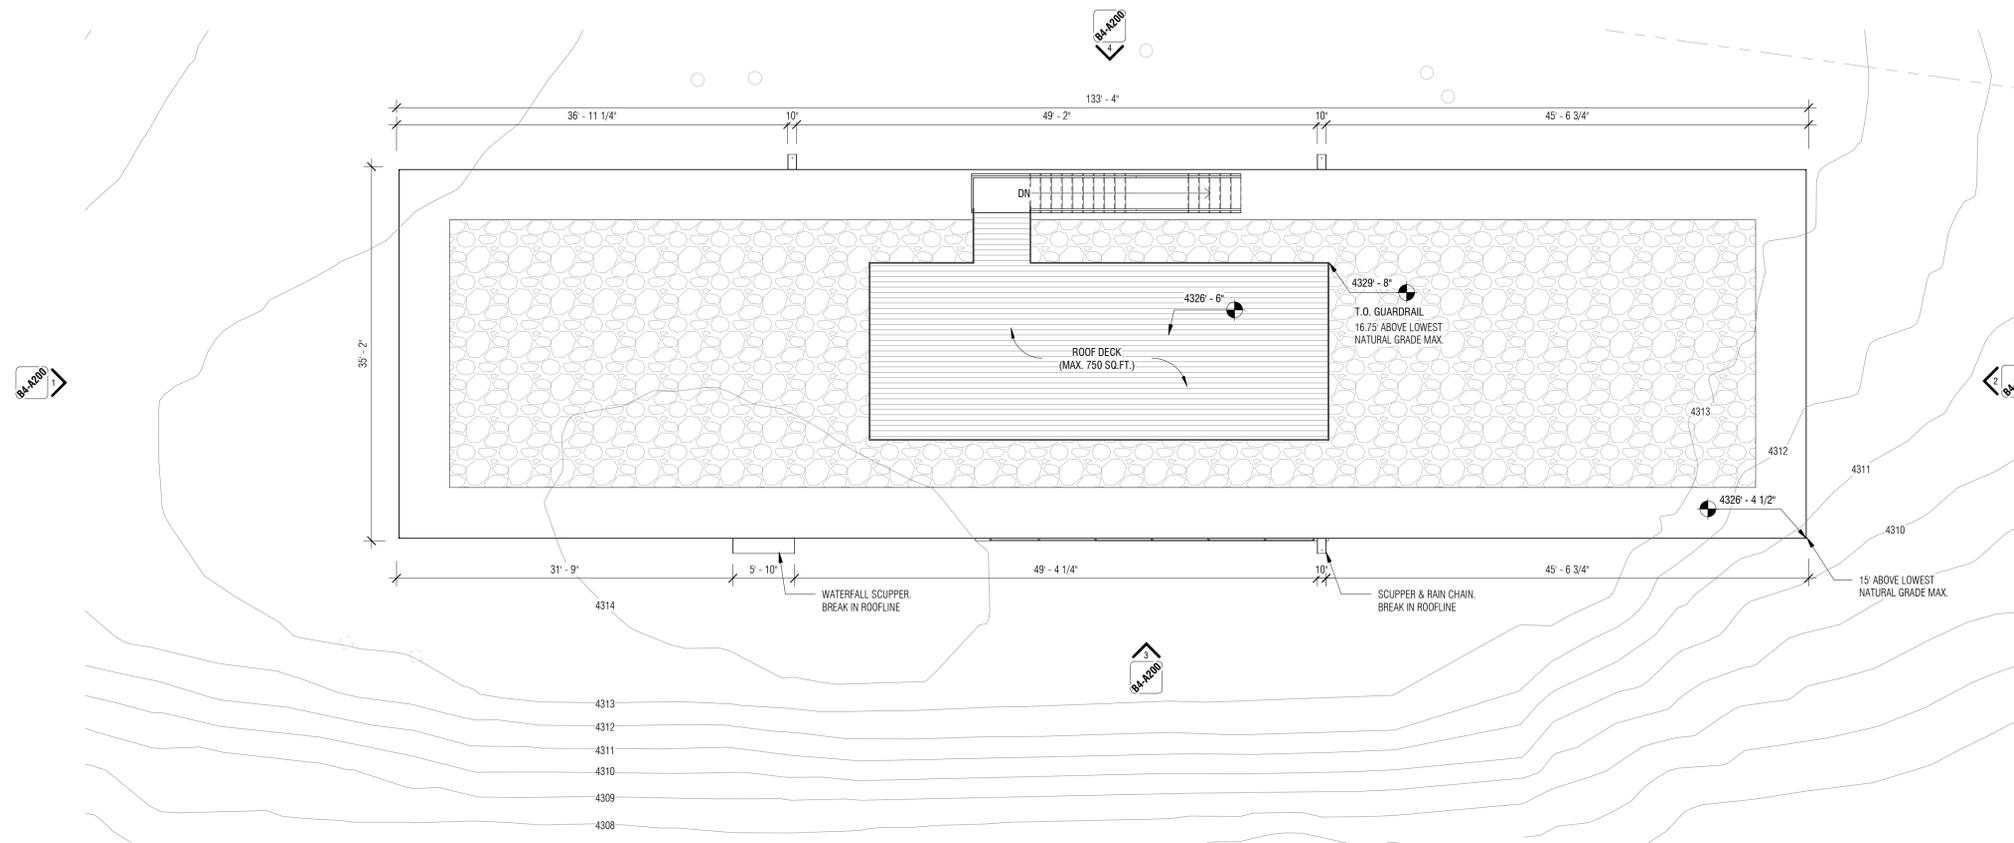 B4-A200
4
133' - 4"
36' - 11 1/4"
10"
49' - 2"
10"
45' - 6 3/4"
DN
4329' - 8"
4326' - 6"
T.O. GUARDRAIL
16.75' ABOVE LOWEST
NATURAL GRADE MAX.
35' - 2"
ROOF DECK
(MAX. 750 SQ.FT.)
B4-A200
1
2
B4-
4313
4312
4311
4326' - 4 1/2"
4310
31' - 9"
5' - 10"
49' - 4 1/4"
10"
45' - 6 3/4"
15' ABOVE LOWEST
NATURAL GRADE MAX.
WATERFALL SCUPPER.
BREAK IN ROOFLINE
SCUPPER & RAIN CHAIN.
BREAK IN ROOFLINE
4314
3
B4-A200
4313
4312
4311
4310
4309
4308